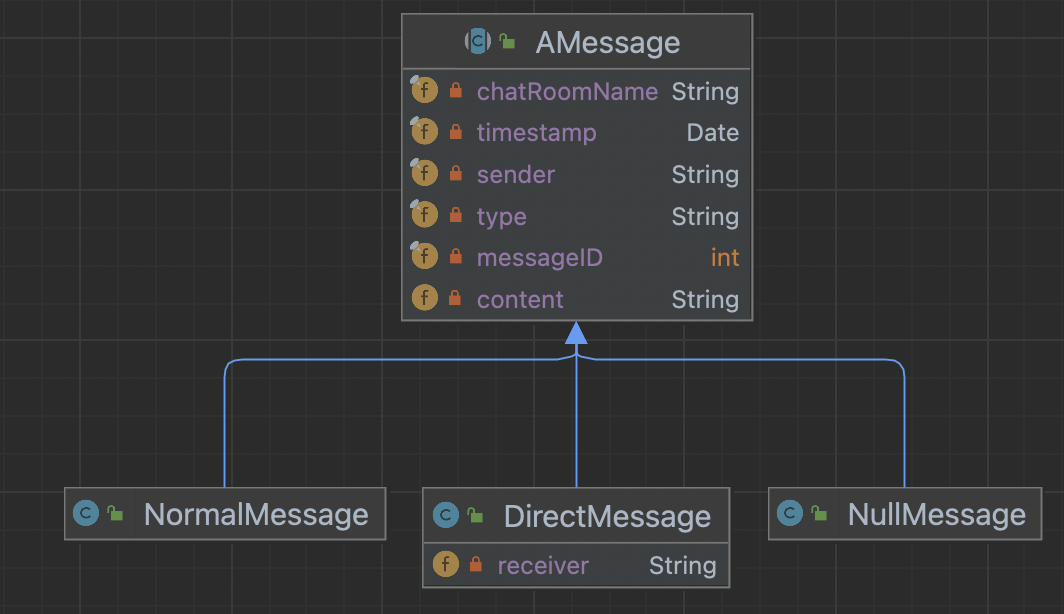 AMessage
chatRoomName String
timestamp Date
sender String
type String
messageID int
content String
NormalMessage
DirectMessage
receiver String
NullMessage